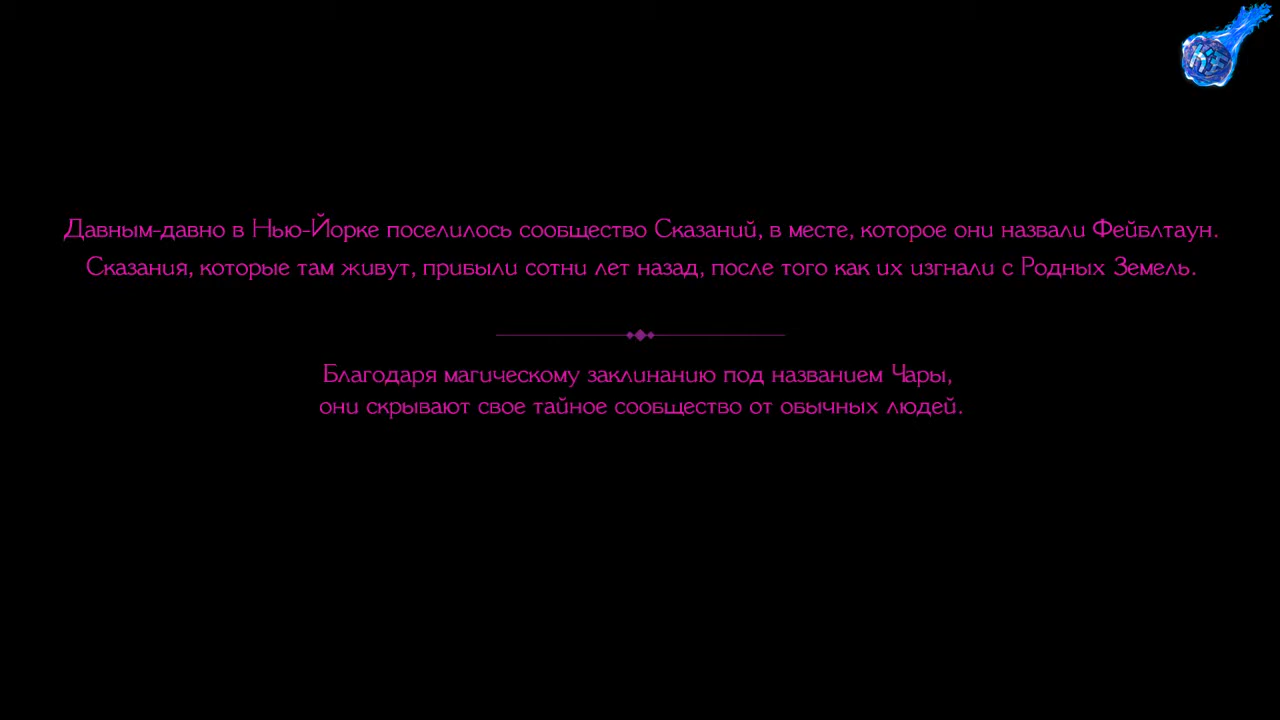 Давным-давно в Нью-Йорке поселилось сообщество Сказаний, в месте, которое они назвали Фейблтаун.
Сказания, которые там живут, прибыли сотни лет назад, после того как их изгнали с Родных Земель.
Благодаря магическому заклинанию под названием Чары,
они скрывают свое тайное сообщество от обычных людей.